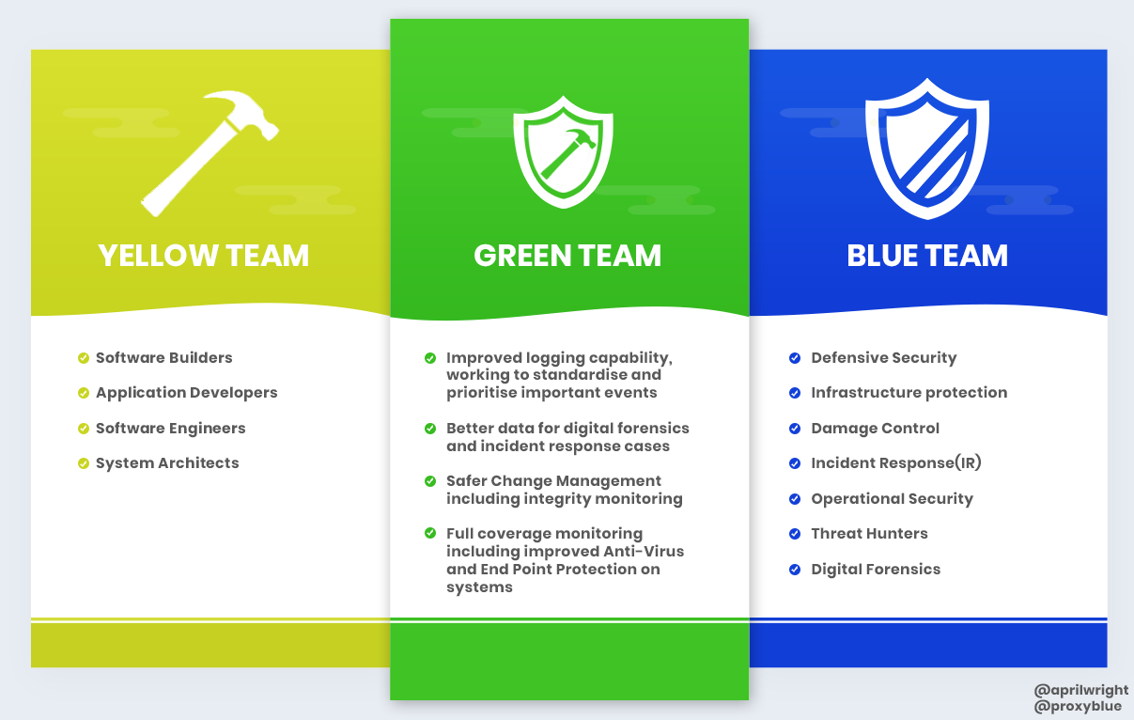 YELLOW TEAM
Software Builders
Application Developers
Software Engineers
System Architects
GREEN TEAM
Improved logging capability,
working to standardise and
prioritise important events
Better data for digital forensics
and incident response cases
Safer Change Management
including integrity monitoring
Full coverage monitoring
including improved Anti-Virus
and End Point Protection on
systems
BLUE TEAM
Defensive Security
Infrastructure protection
Damage Control
Incident Response(IR)
Operational Security
Threat Hunters
Digital Forensics
@aprilwright
@proxyblue